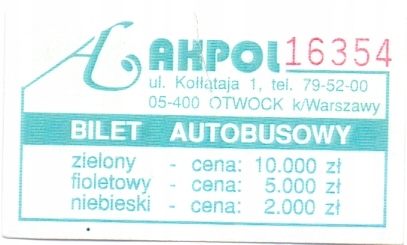 AKPOL 16354
ul. Kołłątaja 1, tel. 79-52-00
05-400 OTWOCK k/Warszawy
BILET AUTOBUSOWY
zielony - cena: 10.000 zł
fioletowy - cena: 5.000 zł
niebieski - cena: 2.000 zł